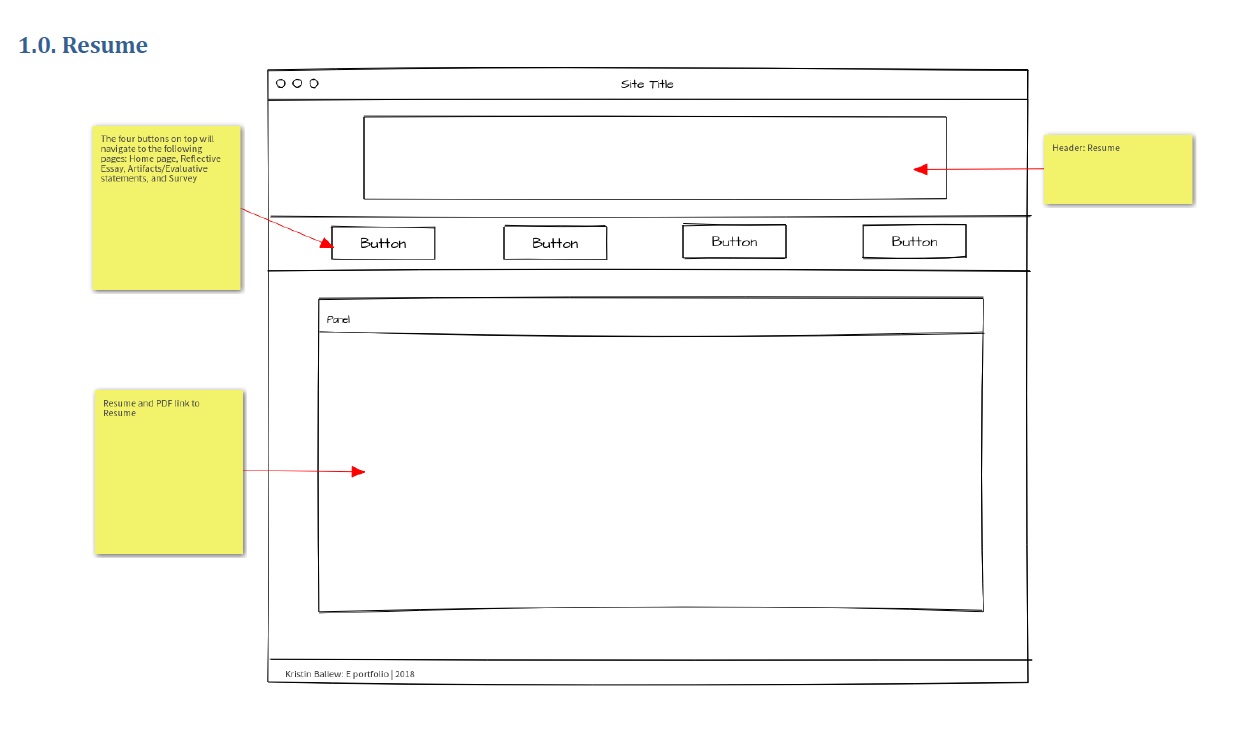 1.0. Resume
Site Title
The four buttons on top will
navigate to the following
pages: Home page, Reflective
Essay, Artifacts/Evaluative
statements, and Survey
Header: Resume
Button Button Button Button
Panel
Resume and PDF link to
Resume
Kristin Ballew: E portfolio | 2018